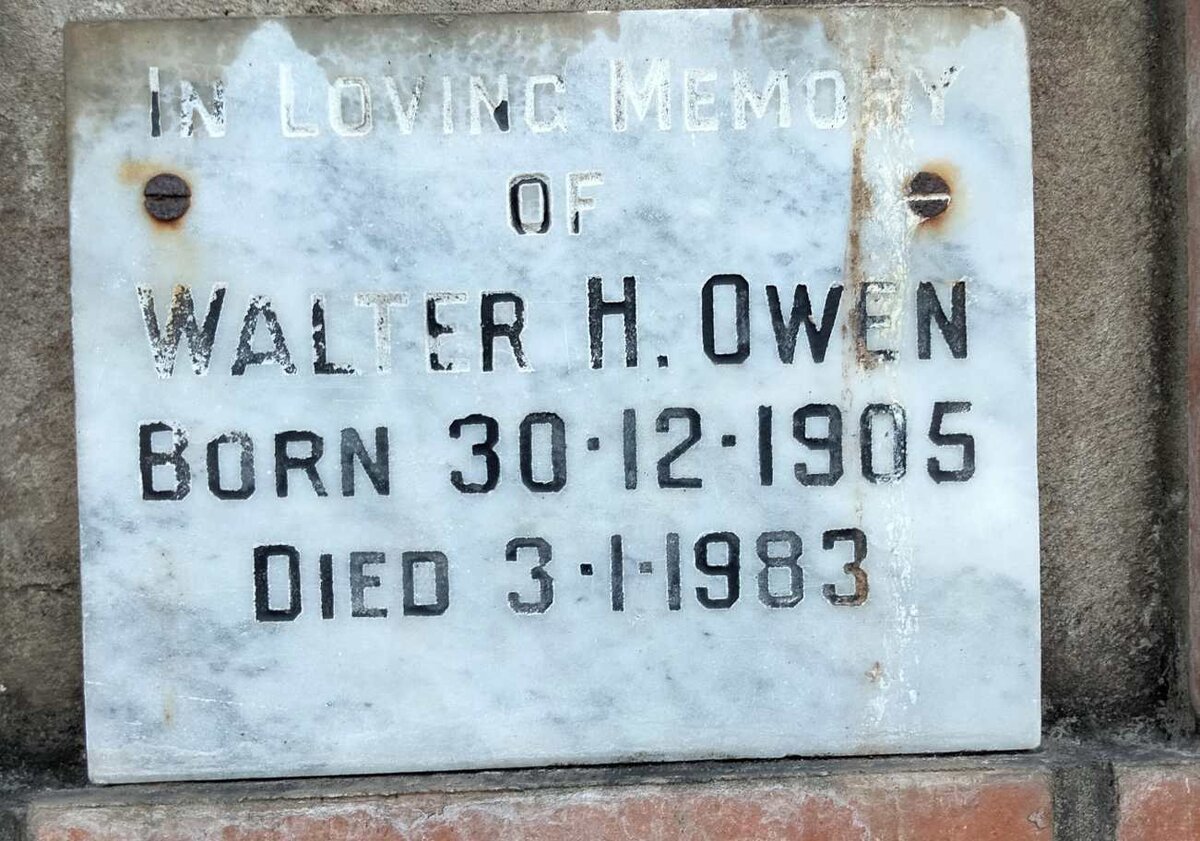 IN LOVING MEMORY
OF
WALTER H. OWEN
BORN 30·12·1905
DIED 3·1·1983